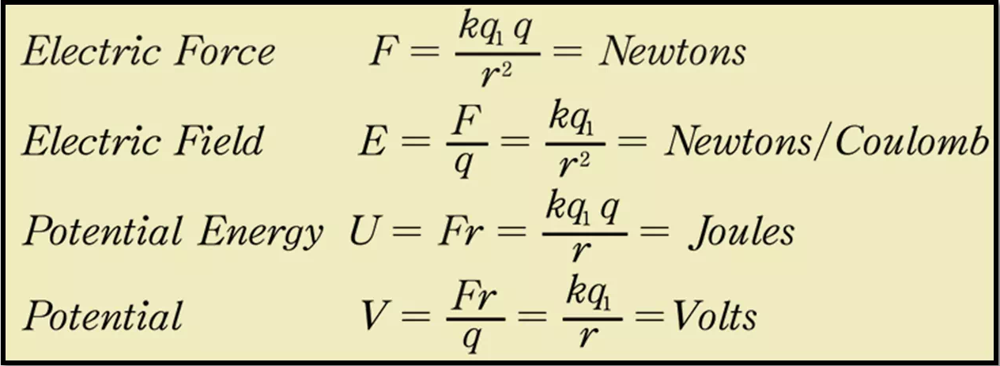 Electric Force F = kq₁ q / r² = Newtons
Electric Field E = F / q = kq₁ / r² = Newtons/Coulomb
Potential Energy U = Fr = kq₁ q / r = Joules
Potential V = Fr / q = kq₁ / r = Volts